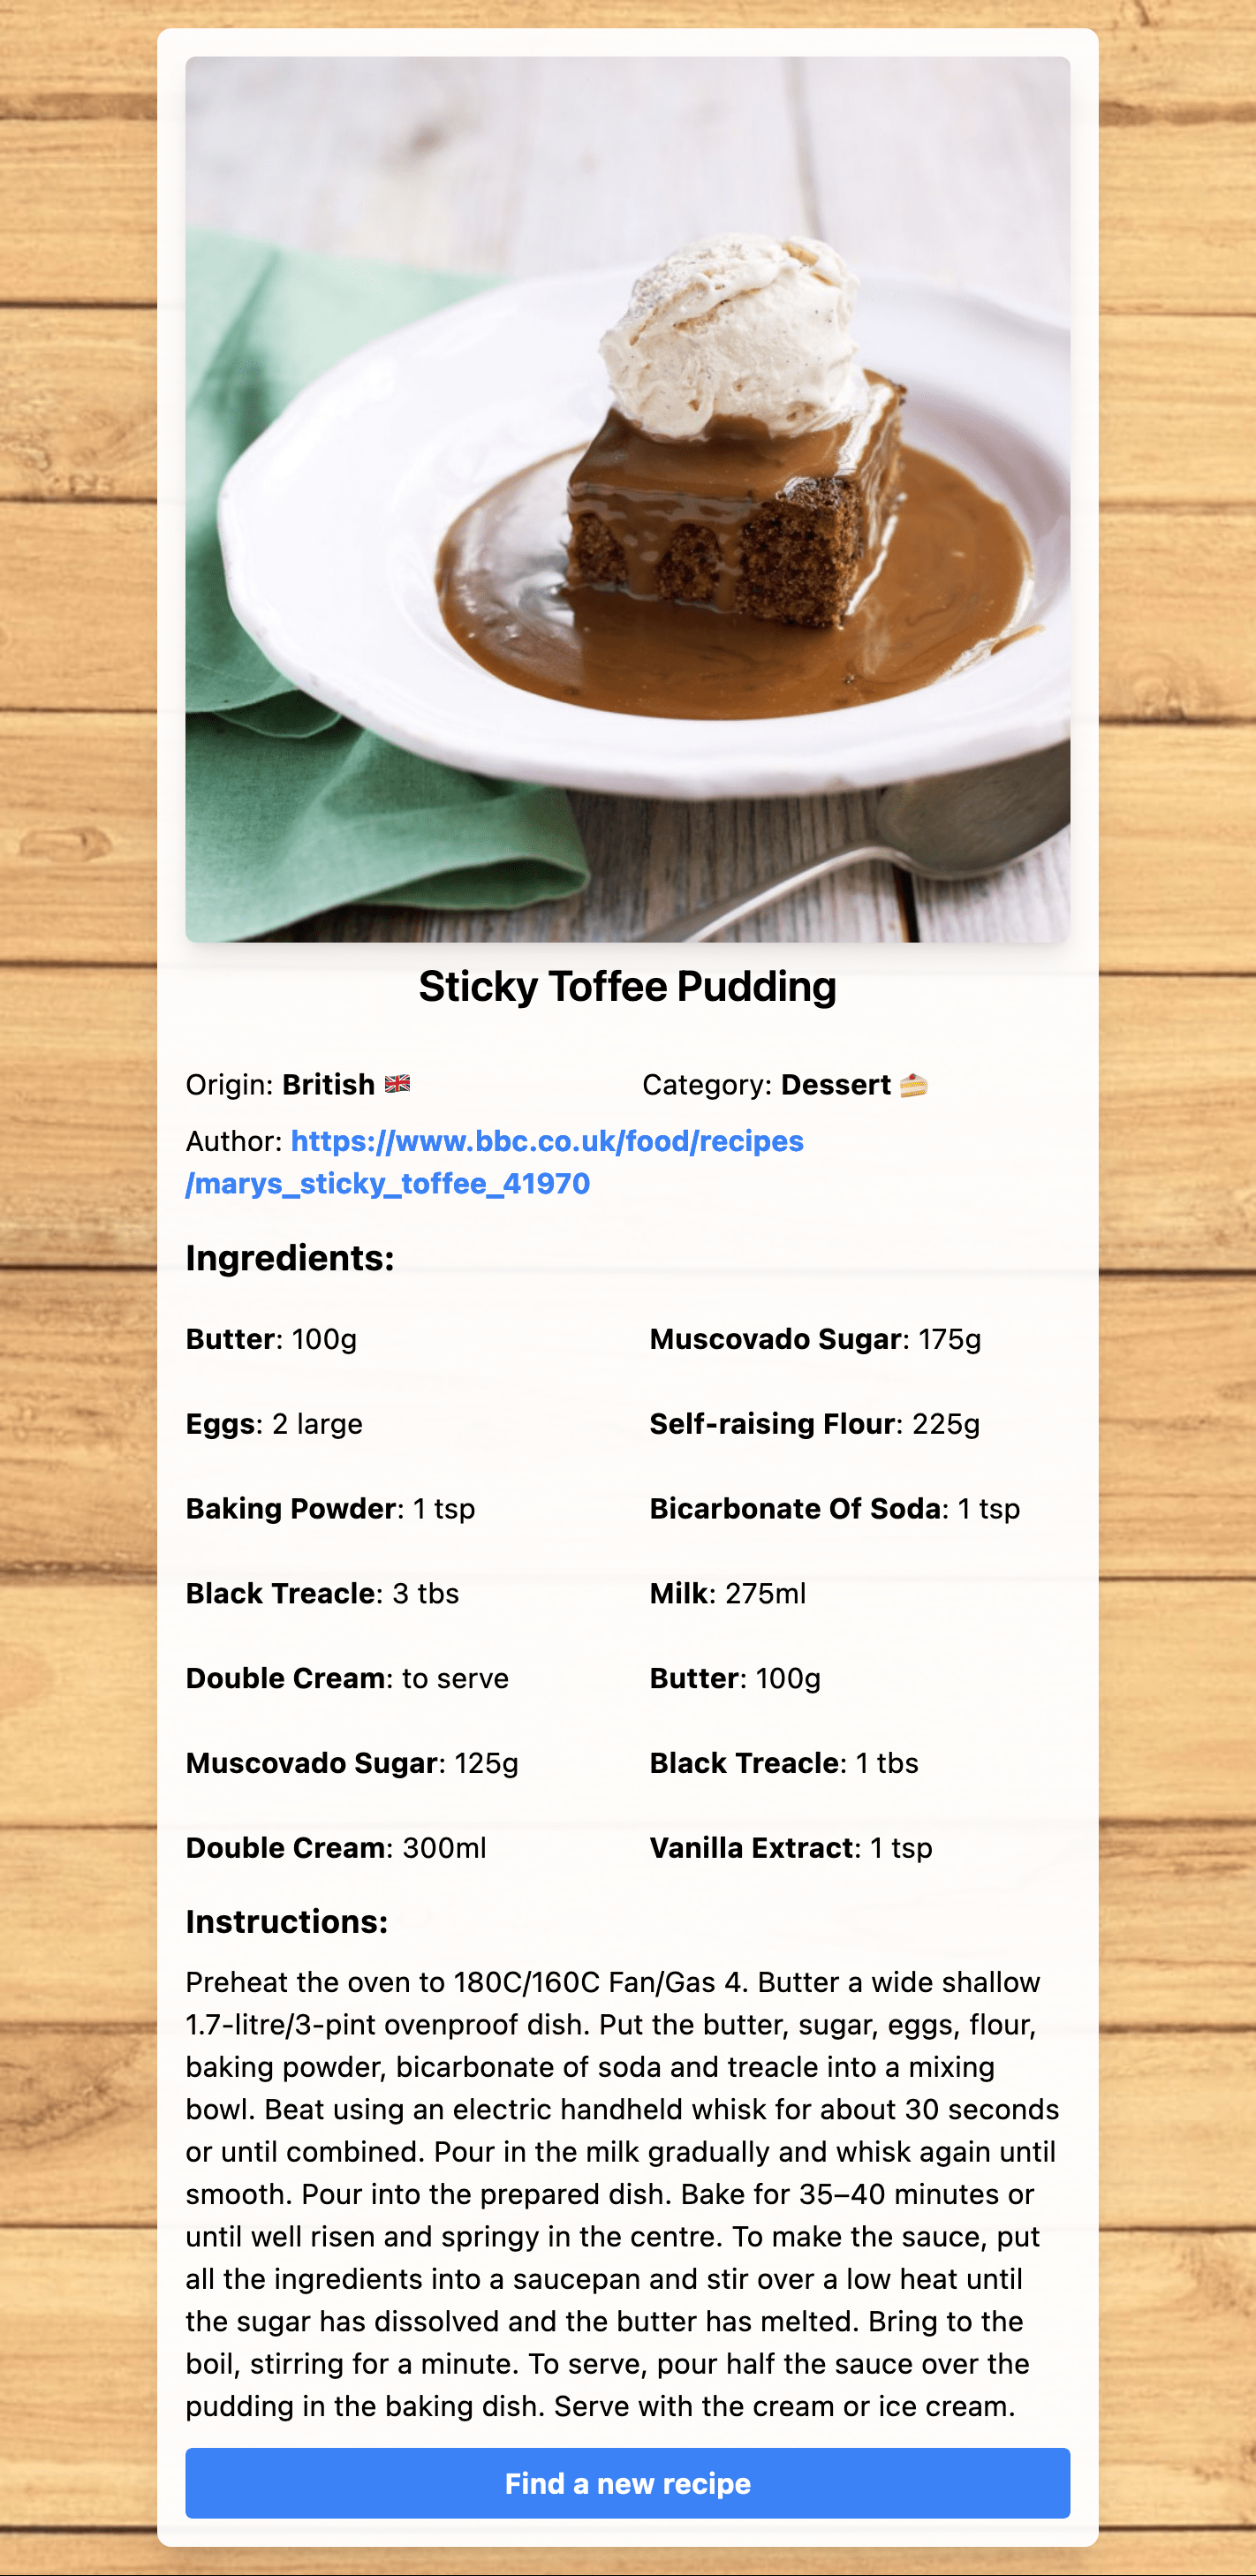 Sticky Toffee Pudding
Origin: British 🇬🇧
Category: Dessert 🍰
Author: https://www.bbc.co.uk/food/recipes
/marys_sticky_toffee_41970
Ingredients:
Butter: 100g
Muscovado Sugar: 175g
Eggs: 2 large
Self-raising Flour: 225g
Baking Powder: 1 tsp
Bicarbonate Of Soda: 1 tsp
Black Treacle: 3 tbs
Milk: 275ml
Double Cream: to serve
Butter: 100g
Muscovado Sugar: 125g
Black Treacle: 1 tbs
Double Cream: 300ml
Vanilla Extract: 1 tsp
Instructions:
Preheat the oven to 180C/160C Fan/Gas 4. Butter a wide shallow
1.7-litre/3-pint ovenproof dish. Put the butter, sugar, eggs, flour,
baking powder, bicarbonate of soda and treacle into a mixing
bowl. Beat using an electric handheld whisk for about 30 seconds
or until combined. Pour in the milk gradually and whisk again until
smooth. Pour into the prepared dish. Bake for 35–40 minutes or
until well risen and springy in the centre. To make the sauce, put
all the ingredients into a saucepan and stir over a low heat until
the sugar has dissolved and the butter has melted. Bring to the
boil, stirring for a minute. To serve, pour half the sauce over the
pudding in the baking dish. Serve with the cream or ice cream.
Find a new recipe